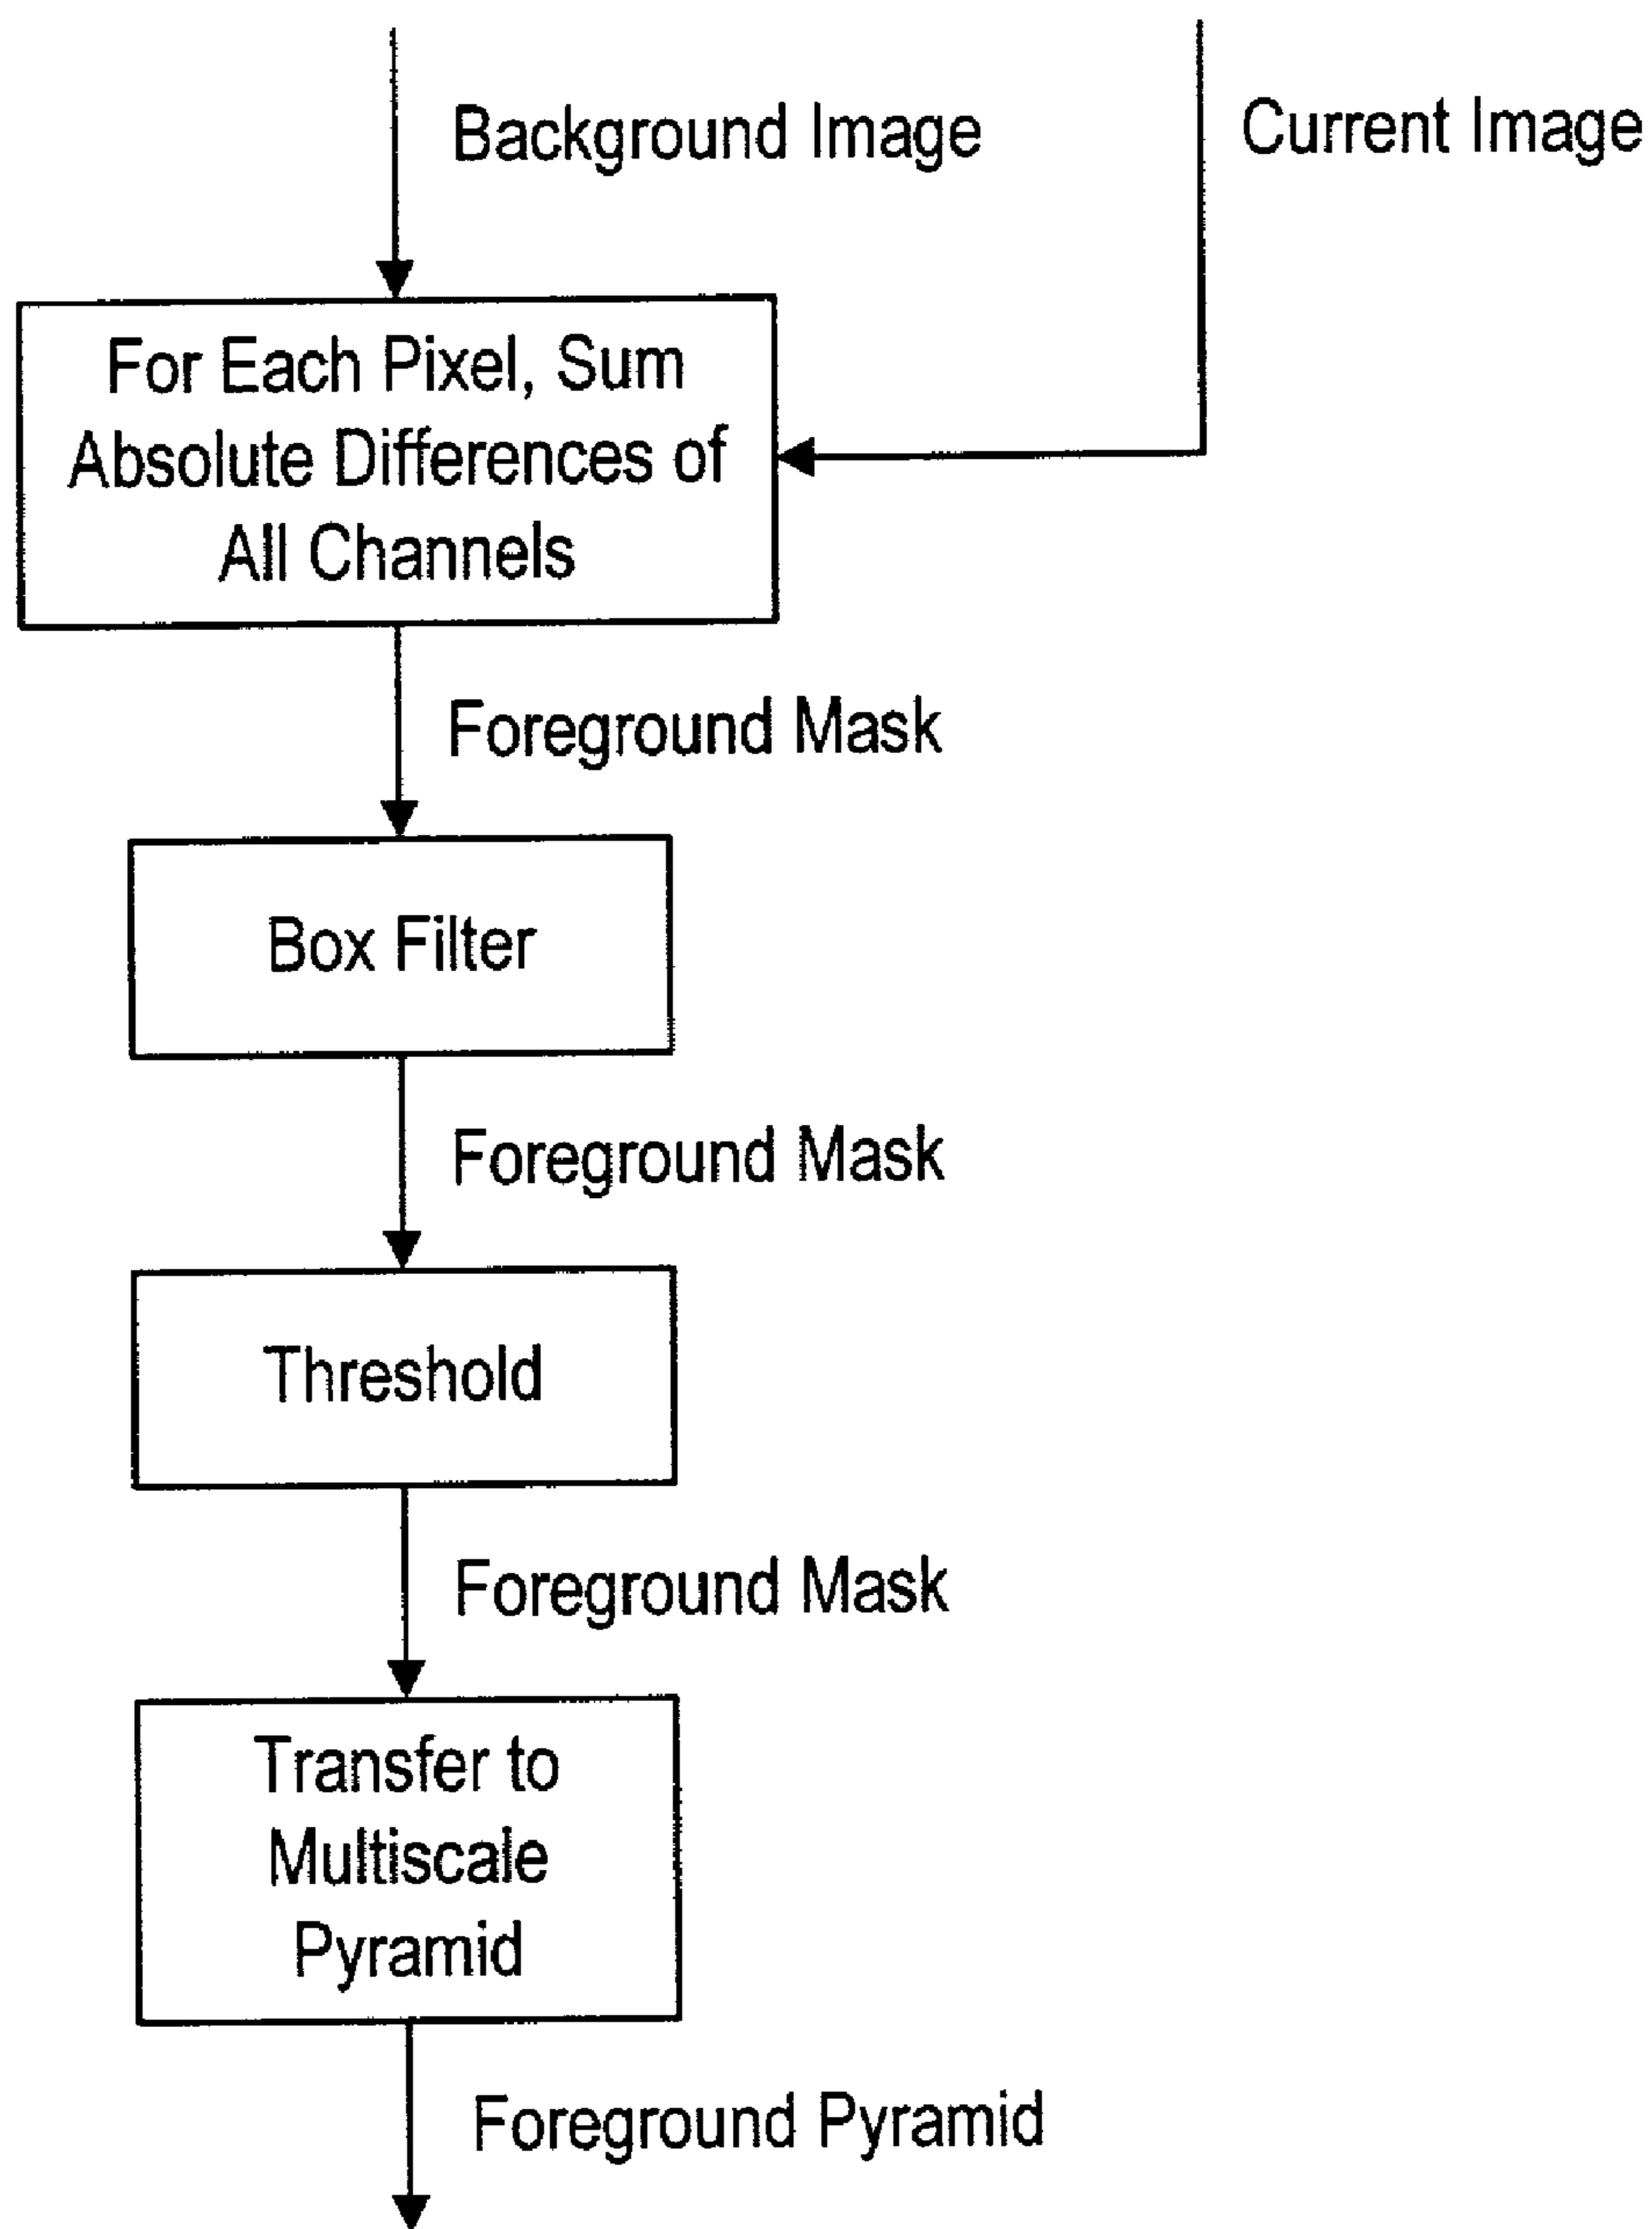 Background Image
Current Image
For Each Pixel, Sum
Absolute Differences of
All Channels
Foreground Mask
Box Filter
Foreground Mask
Threshold
Foreground Mask
Transfer to
Multiscale
Pyramid
Foreground Pyramid